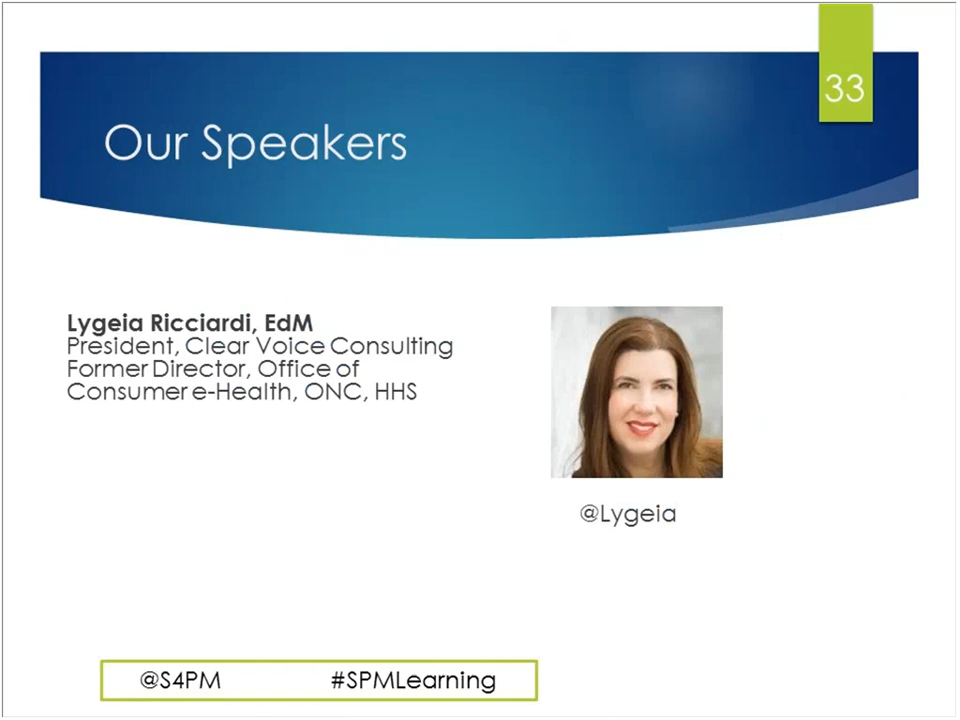 33
Our Speakers
Lygeia Ricciardi, EdM
President, Clear Voice Consulting
Former Director, Office of
Consumer e-Health, ONC, HHS
@Lygeia
@S4PM #SPMLearning